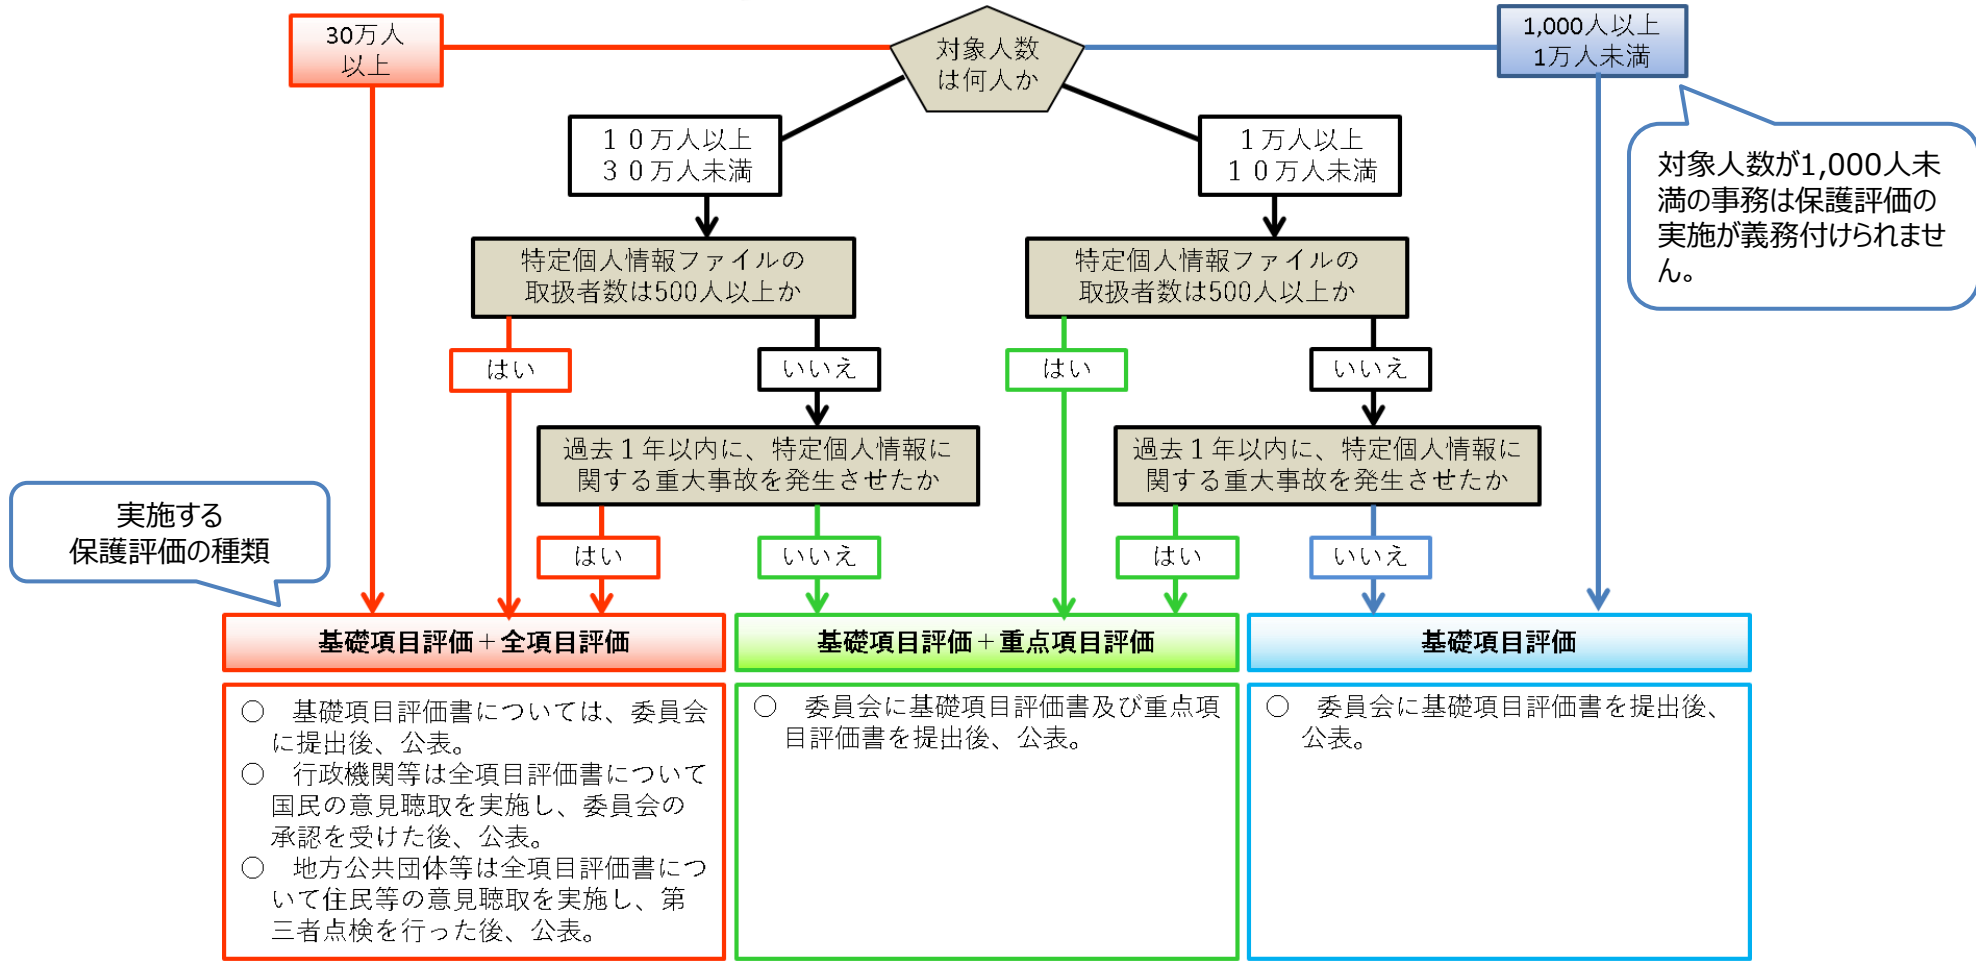 30万人
以上
対象人数
は何人か
1,000人以上
1万人未満
１０万人以上
３０万人未満
１万人以上
１０万人未満
対象人数が1,000人未
満の事務は保護評価の
実施が義務付けられませ
ん。
特定個人情報ファイルの
取扱者数は500人以上か
特定個人情報ファイルの
取扱者数は500人以上か
はい
いいえ
はい
いいえ
過去１年以内に、特定個人情報に
関する重大事故を発生させたか
過去１年以内に、特定個人情報に
関する重大事故を発生させたか
実施する
保護評価の種類
はい
いいえ
はい
いいえ
基礎項目評価＋全項目評価
基礎項目評価＋重点項目評価
基礎項目評価
○　基礎項目評価書については、委員会
に提出後、公表。
○　行政機関等は全項目評価書について
国民の意見聴取を実施し、委員会の
承認を受けた後、公表。
○　地方公共団体等は全項目評価書につ
いて住民等の意見聴取を実施し、第
三者点検を行った後、公表。
○　委員会に基礎項目評価書及び重点項
目評価書を提出後、公表。
○　委員会に基礎項目評価書を提出後、
公表。